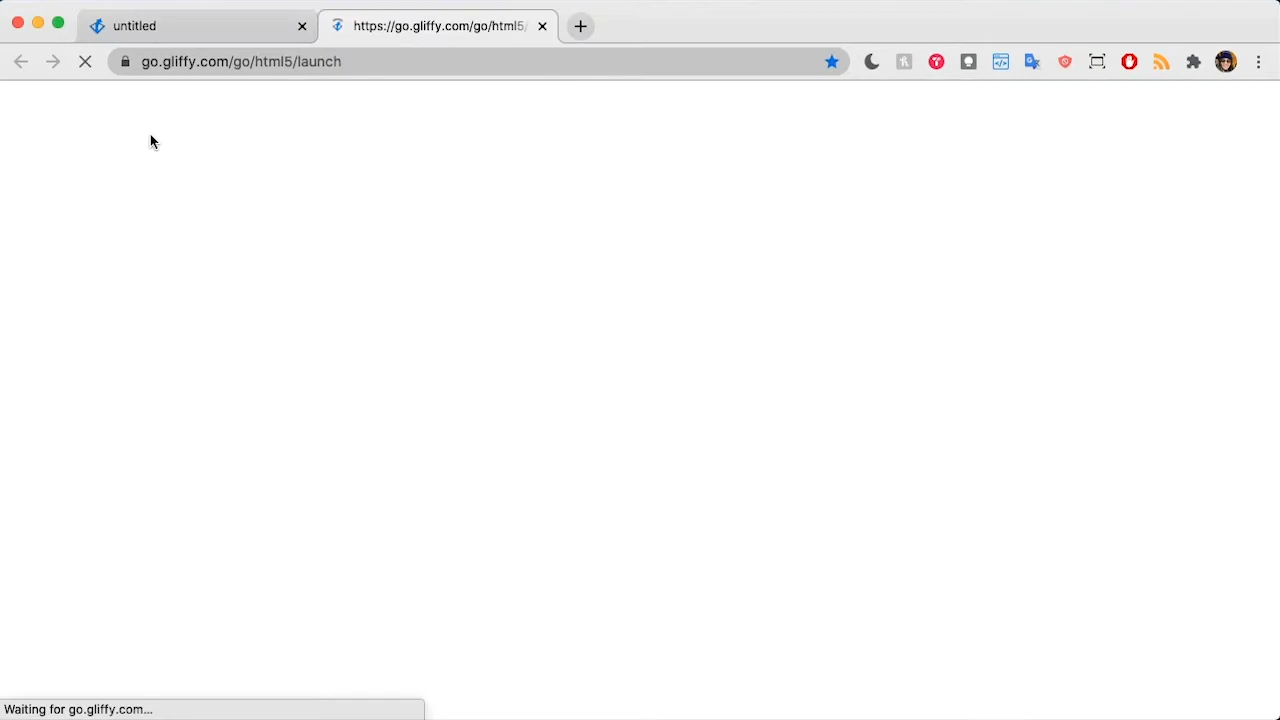 untitled
https://go.gliffy.com/go/html5/
go.gliffy.com/go/html5/launch
Waiting for go.gliffy.com...